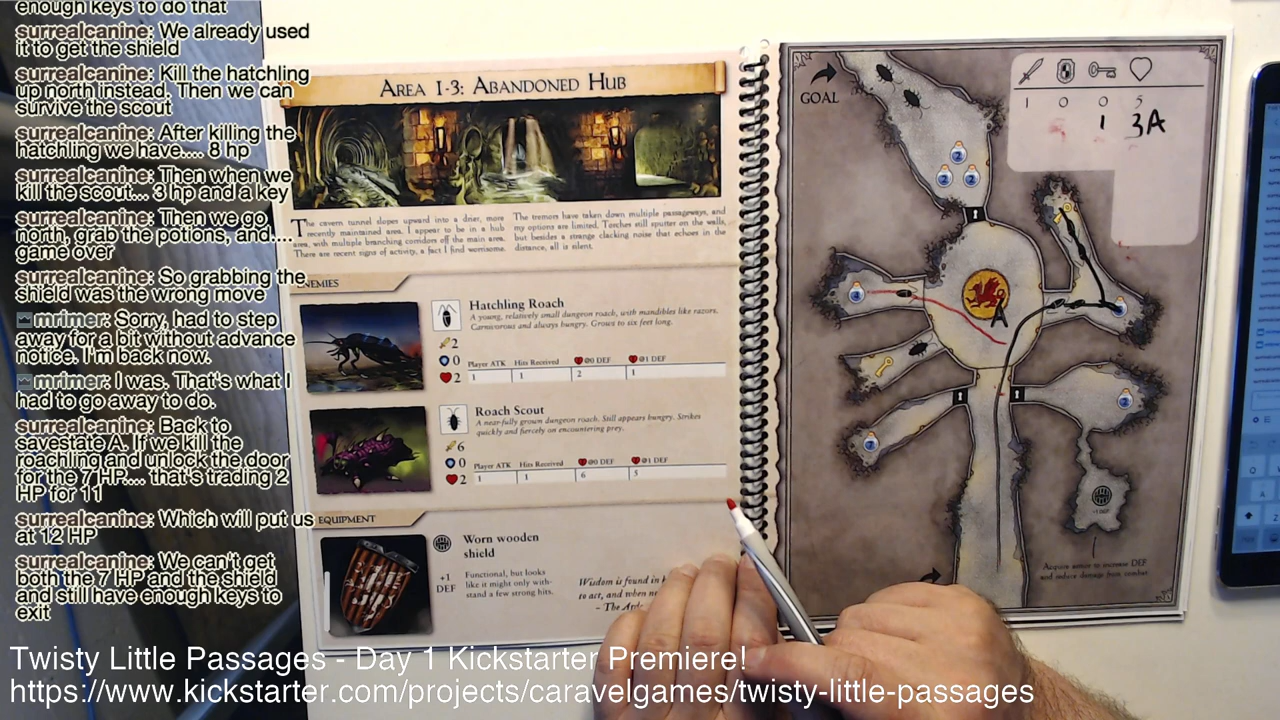 enough keys to do that
surrealcanine: We already used
it to get the shield
surrealcanine: Kill the hatchling
up north instead. Then we can
survive the scout
surrealcanine: After killing the
hatchling we have.... 8 hp
surrealcanine: Then when we
kill the scout... 3 hp and a key
surrealcanine: Then we go
north, grab the potions, and....
game over
surrealcanine: So grabbing the
shield was the wrong move
mrimer: Sorry, had to step
away for a bit without advance
notice. I'm back now.
mrimer: I was. That's what I
had to go away to do.
surrealcanine: Back to
savestate A. If we kill the
roachling and unlock the door
for the 7 HP.... that's trading 2
HP for 11
surrealcanine: Which will put us
at 12 HP
surrealcanine: We can't get
both the 7 HP and the shield
and still have enough keys to
exit
Area 1-3: Abandoned Hub
The cavern tunnel slopes upward into a drier, more
recently maintained area. I appear to be in a hub
area, with multiple branching corridors off the main area.
There are recent signs of activity, a fact I find worrisome.
The tremors have taken down multiple passageways, and
my options are limited. Torches still sputter on the walls,
but besides a strange clacking noise that echoes in the
distance, all is silent.
ENEMIES
Hatchling Roach
A young, relatively small dungeon roach, with mandibles like razors.
Carnivorous and always hungry. Grows to six feet long.
2
0
2
Player ATK Hits Received @0 DEF @1 DEF
1 1 2 1
Roach Scout
A near-fully grown dungeon roach. Still appears hungry. Strikes
quickly and fiercely on encountering prey.
6
0
2
Player ATK Hits Received @0 DEF @1 DEF
1 1 6 5
EQUIPMENT
Worn wooden
shield
+1
DEF
Functional, but looks
like it might only with-
stand a few strong hits.
Wisdom is found in
to act, and when
- The
GOAL
1 0 0 5
1 3A
2
2 2
A
7
2
+1 DEF
Acquire armor to increase DEF
and reduce damage from combat.
Twisty Little Passages - Day 1 Kickstarter Premiere!
https://www.kickstarter.com/projects/caravelgames/twisty-little-passages